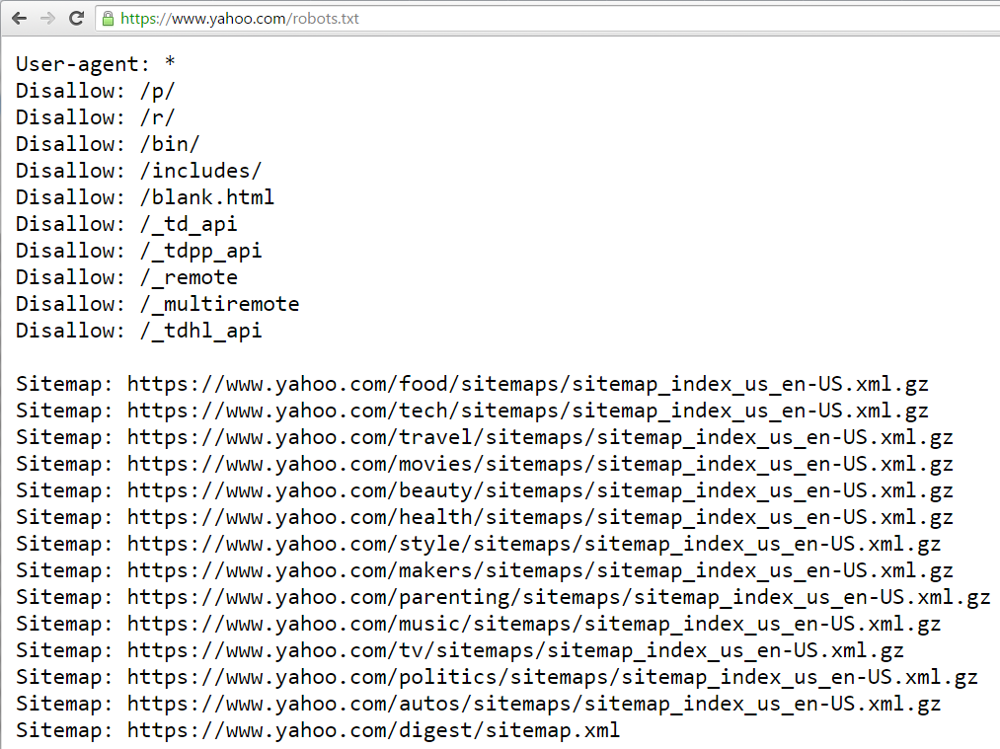 https://www.yahoo.com/robots.txt
User-agent: *
Disallow: /p/
Disallow: /r/
Disallow: /bin/
Disallow: /includes/
Disallow: /blank.html
Disallow: /_td_api
Disallow: /_tdpp_api
Disallow: /_remote
Disallow: /_multiremote
Disallow: /_tdhl_api
Sitemap: https://www.yahoo.com/food/sitemaps/sitemap_index_us_en-US.xml.gz
Sitemap: https://www.yahoo.com/tech/sitemaps/sitemap_index_us_en-US.xml.gz
Sitemap: https://www.yahoo.com/travel/sitemaps/sitemap_index_us_en-US.xml.gz
Sitemap: https://www.yahoo.com/movies/sitemaps/sitemap_index_us_en-US.xml.gz
Sitemap: https://www.yahoo.com/beauty/sitemaps/sitemap_index_us_en-US.xml.gz
Sitemap: https://www.yahoo.com/health/sitemaps/sitemap_index_us_en-US.xml.gz
Sitemap: https://www.yahoo.com/style/sitemaps/sitemap_index_us_en-US.xml.gz
Sitemap: https://www.yahoo.com/makers/sitemaps/sitemap_index_us_en-US.xml.gz
Sitemap: https://www.yahoo.com/parenting/sitemaps/sitemap_index_us_en-US.xml.gz
Sitemap: https://www.yahoo.com/music/sitemaps/sitemap_index_us_en-US.xml.gz
Sitemap: https://www.yahoo.com/tv/sitemaps/sitemap_index_us_en-US.xml.gz
Sitemap: https://www.yahoo.com/politics/sitemaps/sitemap_index_us_en-US.xml.gz
Sitemap: https://www.yahoo.com/autos/sitemaps/sitemap_index_us_en-US.xml.gz
Sitemap: https://www.yahoo.com/digest/sitemap.xml